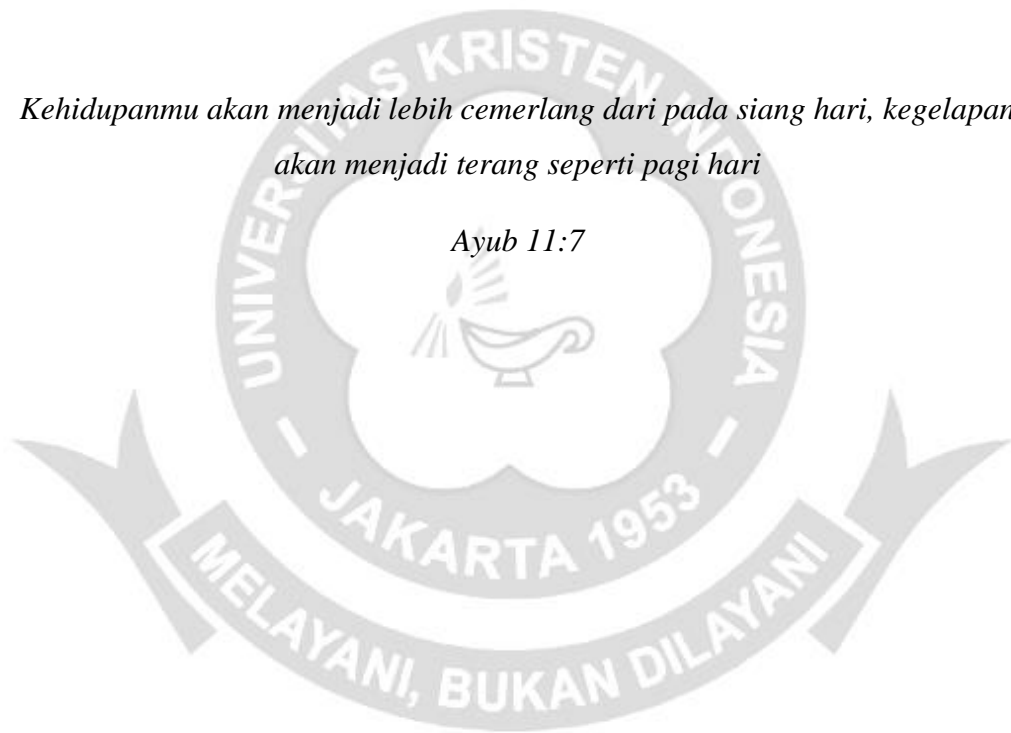 Kehidupanmu akan menjadi lebih cemerlang dari pada siang hari, kegelapan
akan menjadi terang seperti pagi hari
Ayub 11:7
UNIVERSITAS KRISTEN INDONESIA
JAKARTA 1953
MELAYANI, BUKAN DILAYANI